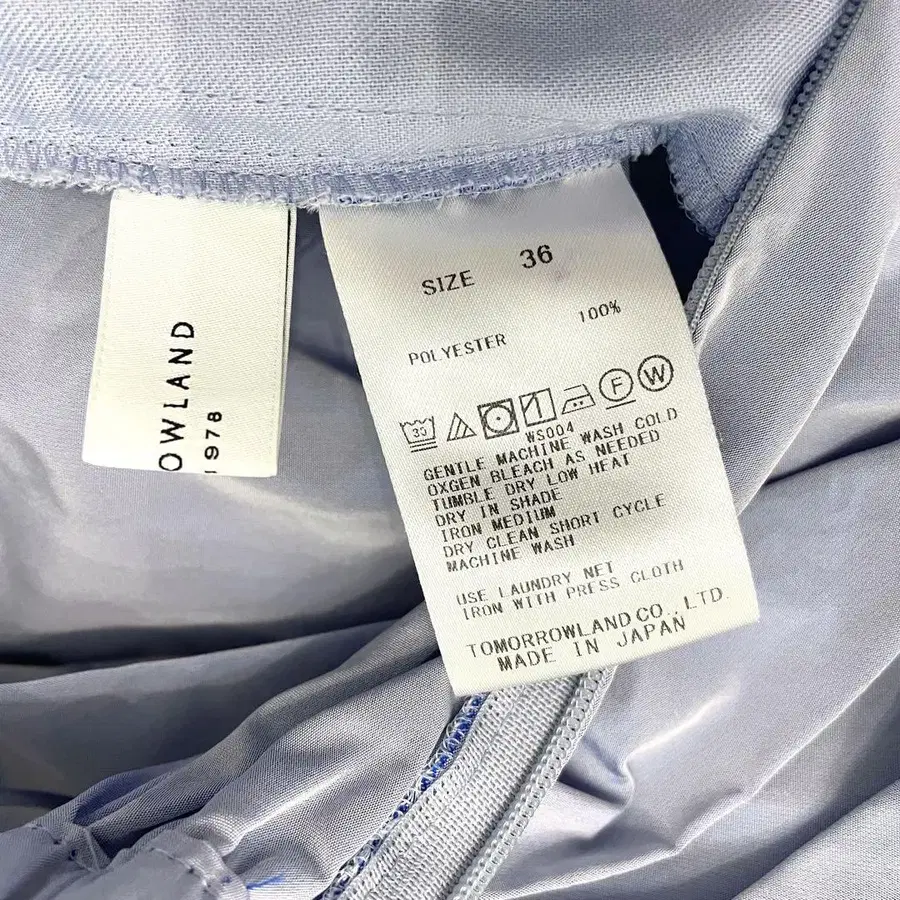 OWLAND
1978
SIZE 36
POLYESTER 100%
30 F W
WS004
GENTLE MACHINE WASH COLD
OXGEN BLEACH AS NEEDED
TUMBLE DRY LOW HEAT
DRY IN SHADE
IRON MEDIUM
DRY CLEAN SHORT CYCLE
MACHINE WASH
USE LAUNDRY NET
IRON WITH PRESS CLOTH
TOMORROWLAND CO., LTD.
MADE IN JAPAN